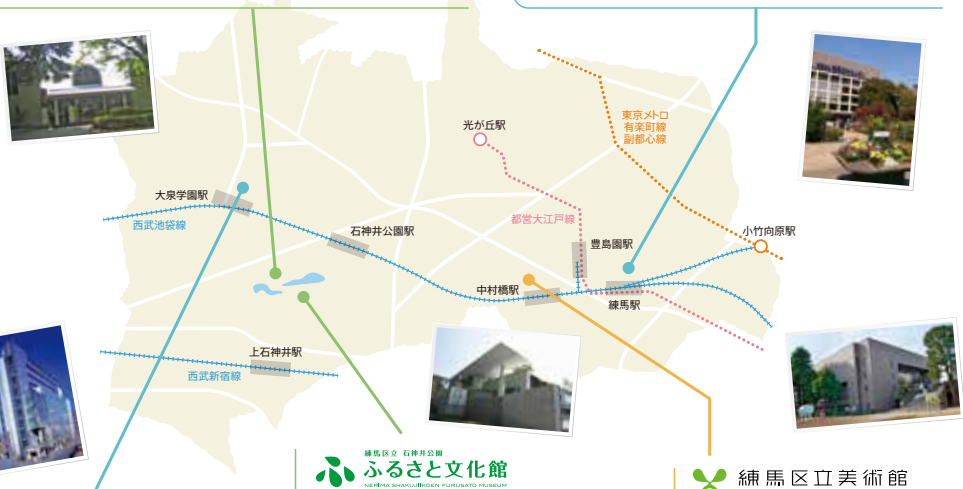 東京メトロ
有楽町線
副都心線
光が丘駅
大泉学園駅
西武池袋線
都営大江戸線
石神井公園駅
小竹向原駅
豊島園駅
中村橋駅
練馬駅
上石神井駅
西武新宿線
練馬区立 石神井公園
ふるさと文化館
NERIMA SHAKUJIIKOEN FURUSATO MUSEUM
練馬区立美術館